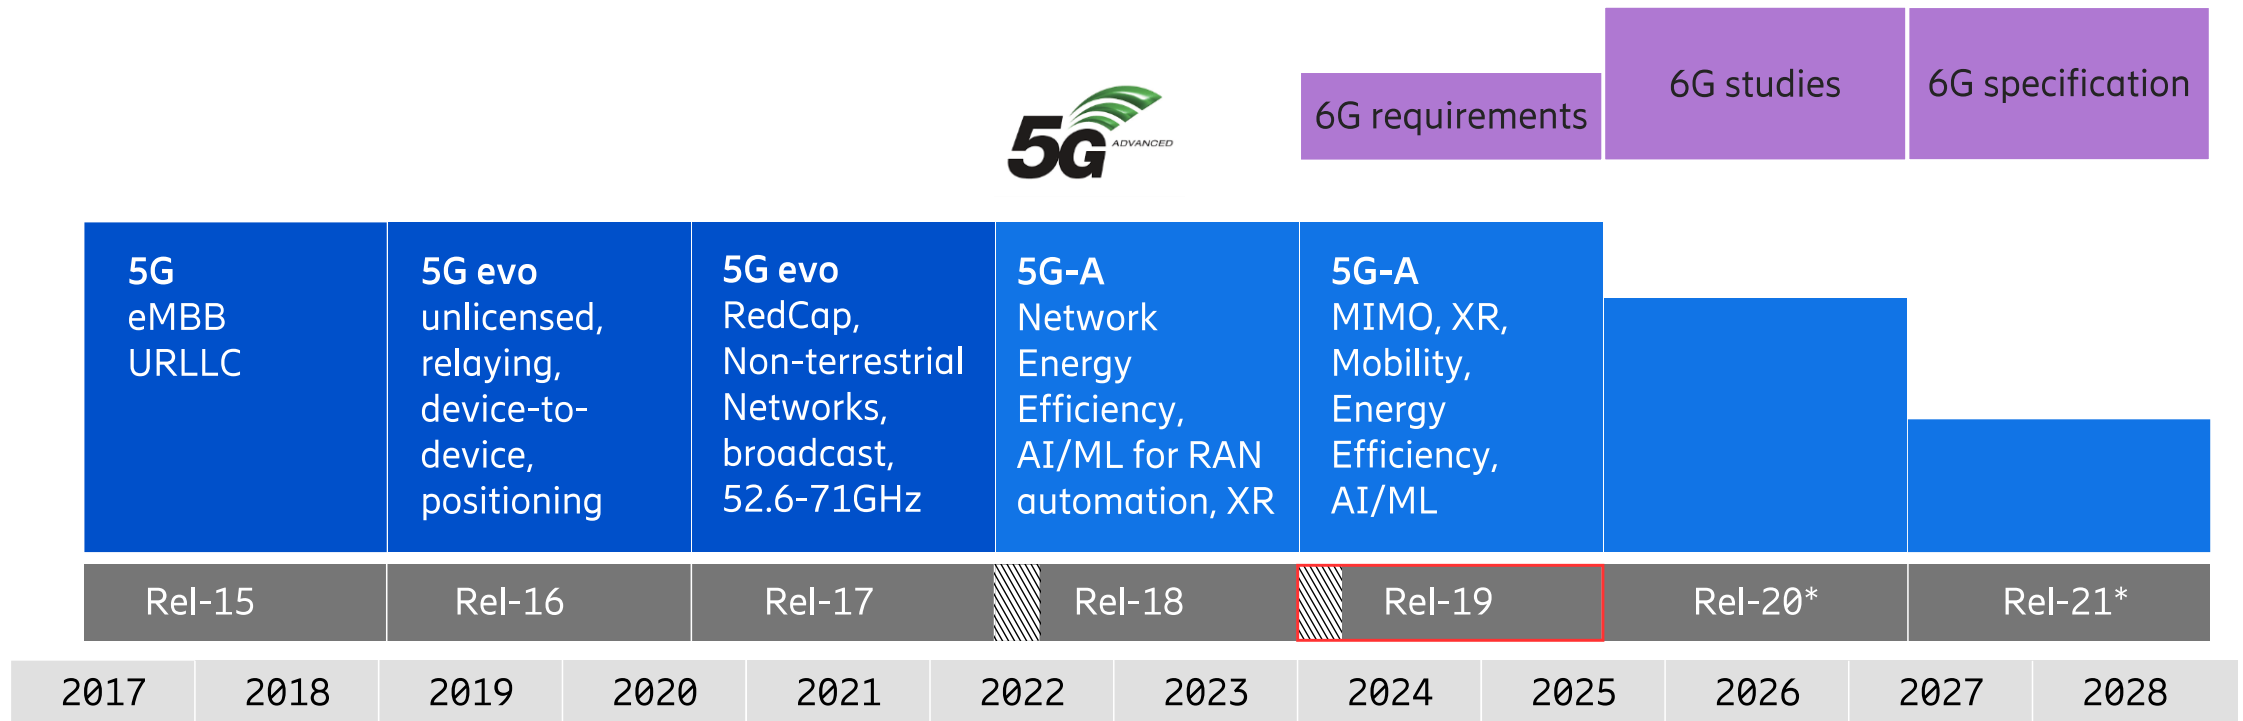 6G requirements
6G studies
6G specification
5G ADVANCED
5G
eMBB
URLLC
5G evo
unlicensed,
relaying,
device-to-
device,
positioning
5G evo
RedCap,
Non-terrestrial
Networks,
broadcast,
52.6-71GHz
5G-A
Network
Energy
Efficiency,
AI/ML for RAN
automation, XR
5G-A
MIMO, XR,
Mobility,
Energy
Efficiency,
AI/ML
Rel-15
Rel-16
Rel-17
Rel-18
Rel-19
Rel-20*
Rel-21*
2017
2018
2019
2020
2021
2022
2023
2024
2025
2026
2027
2028